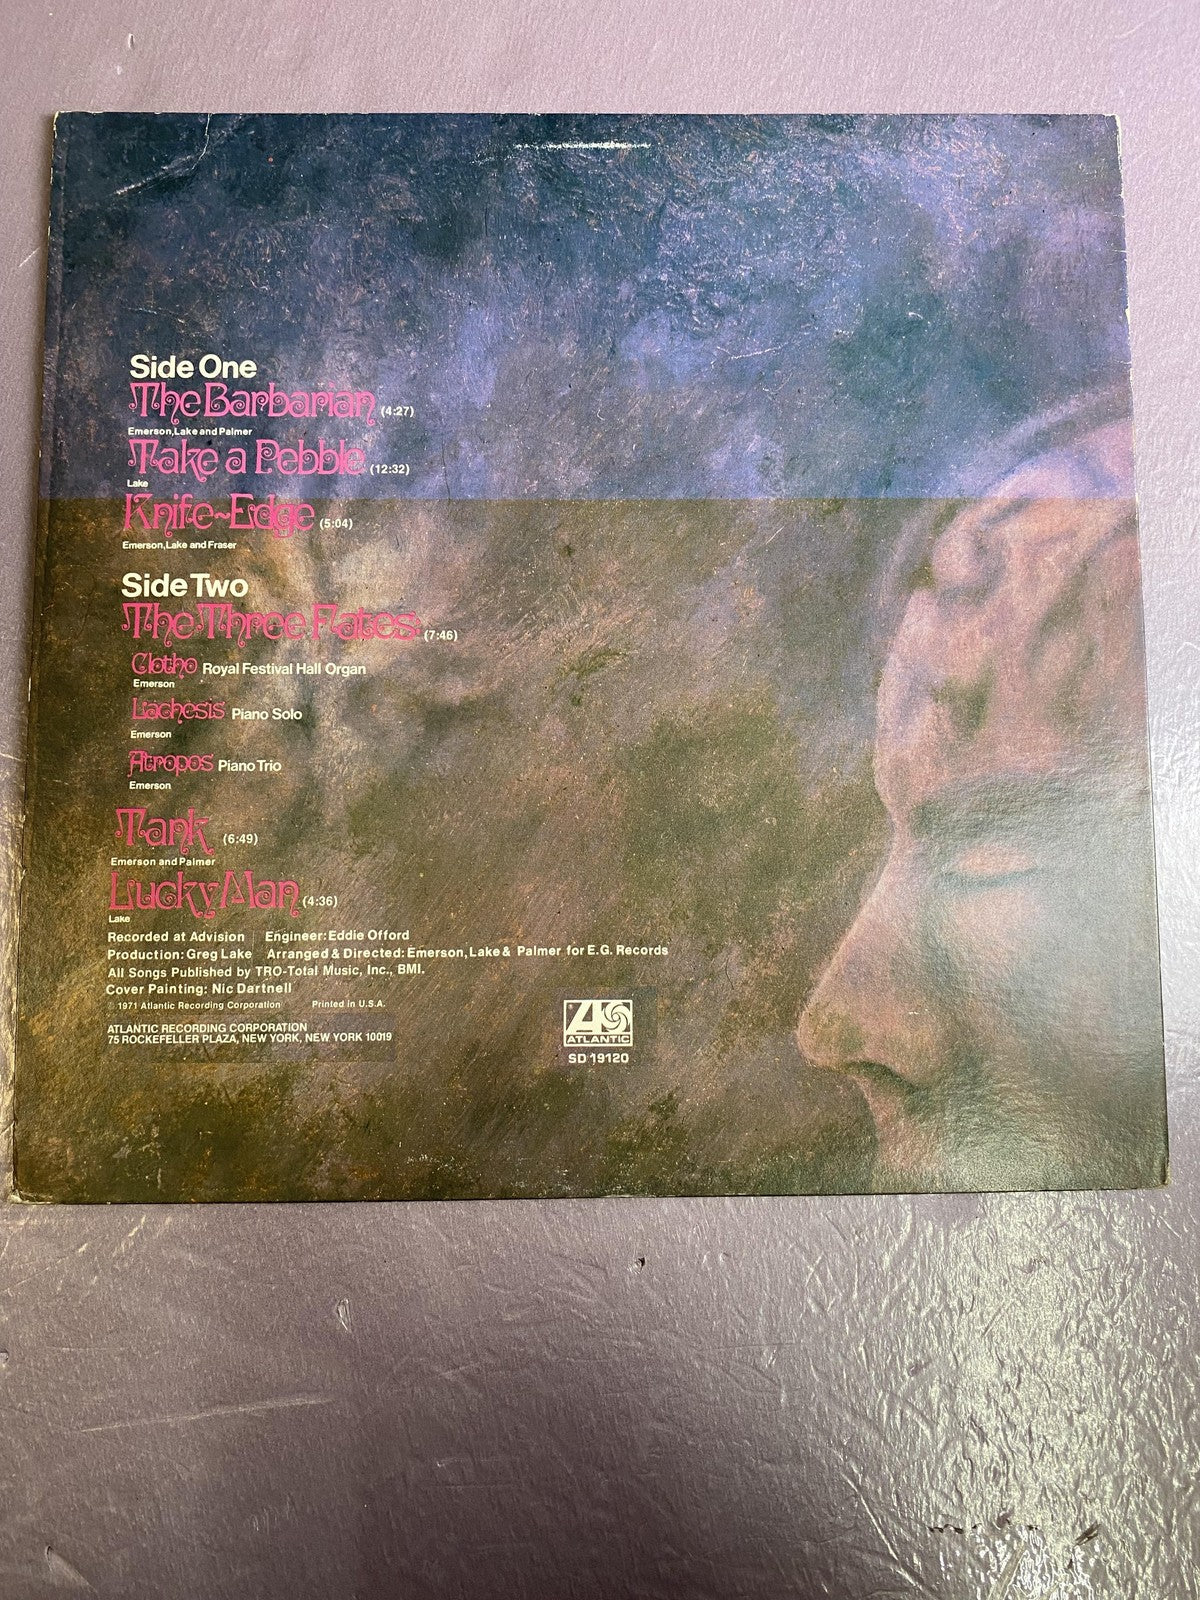 Side One
The Barbarian (4:27)
Emerson, Lake and Palmer
Take a Pebble (12:32)
Lake
Knife~Edge (5:04)
Emerson, Lake and Fraser
Side Two
The Three Fates: (7:46)
Clotho Royal Festival Hall Organ
Emerson
Lachesis Piano Solo
Emerson
Atropos Piano Trio
Emerson
Tank (6:49)
Emerson and Palmer
Lucky Man (4:36)
Lake
Recorded at Advision Engineer: Eddie Offord
Production: Greg Lake Arranged & Directed: Emerson, Lake & Palmer for E.G. Records
All Songs Published by TRO-Total Music, Inc., BMI.
Cover Painting: Nic Dartnell
© 1971 Atlantic Recording Corporation Printed in U.S.A.
ATLANTIC RECORDING CORPORATION
75 ROCKEFELLER PLAZA, NEW YORK, NEW YORK 10019
ATLANTIC
SD 19120